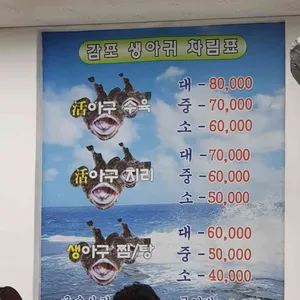 감포 생아귀 차림표
活아구 수육
대 - 80,000
중 - 70,000
소 - 60,000
活아구 지리
대 - 70,000
중 - 60,000
소 - 50,000
생아구 찜/탕
대 - 60,000
중 - 50,000
소 - 40,000